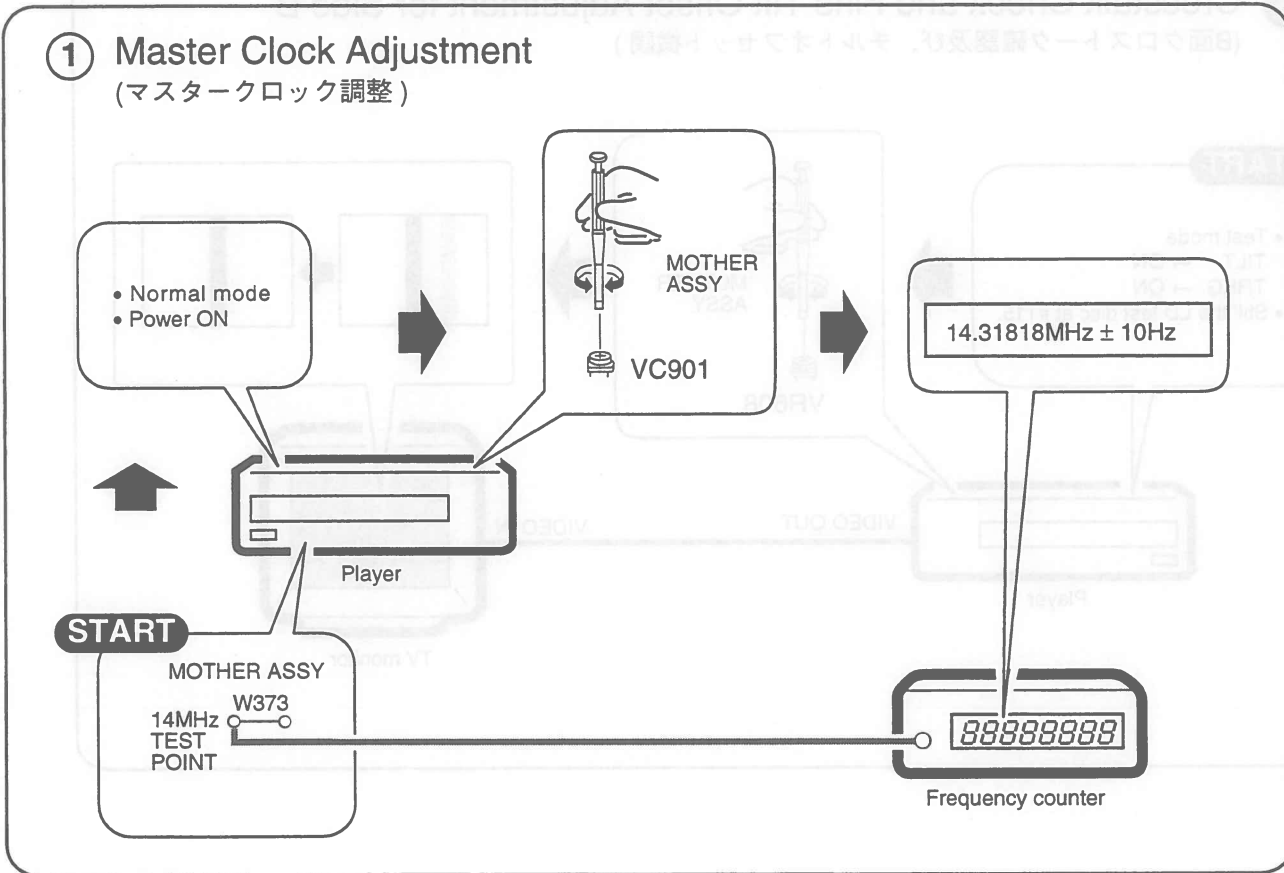 1 Master Clock Adjustment
(マスタークロック調整)
• Normal mode
• Power ON
MOTHER
ASSY
VC901
14.31818MHz ± 10Hz
Player
START
MOTHER ASSY
W373
14MHz
TEST
POINT
88888888
Frequency counter